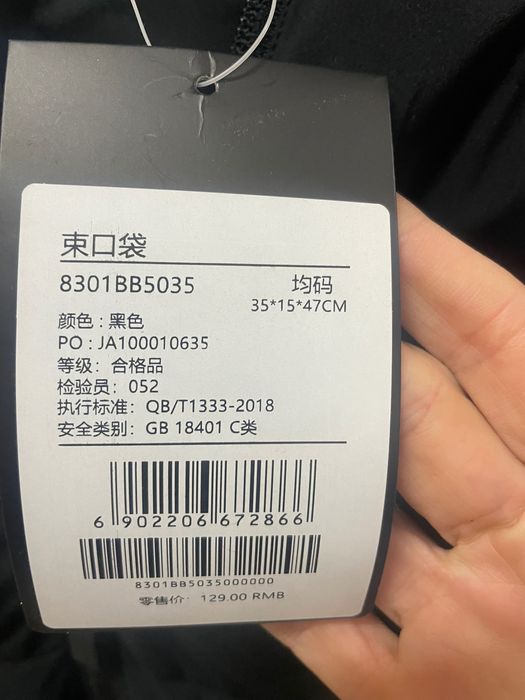 束口袋
8301BB5035 均码
35*15*47CM
颜色：黑色
PO：JA100010635
等级：合格品
检验员：052
执行标准：QB/T1333-2018
安全类别：GB 18401 C类
6 902206 672866
8301BB5035000000
零售价：129.00 RMB